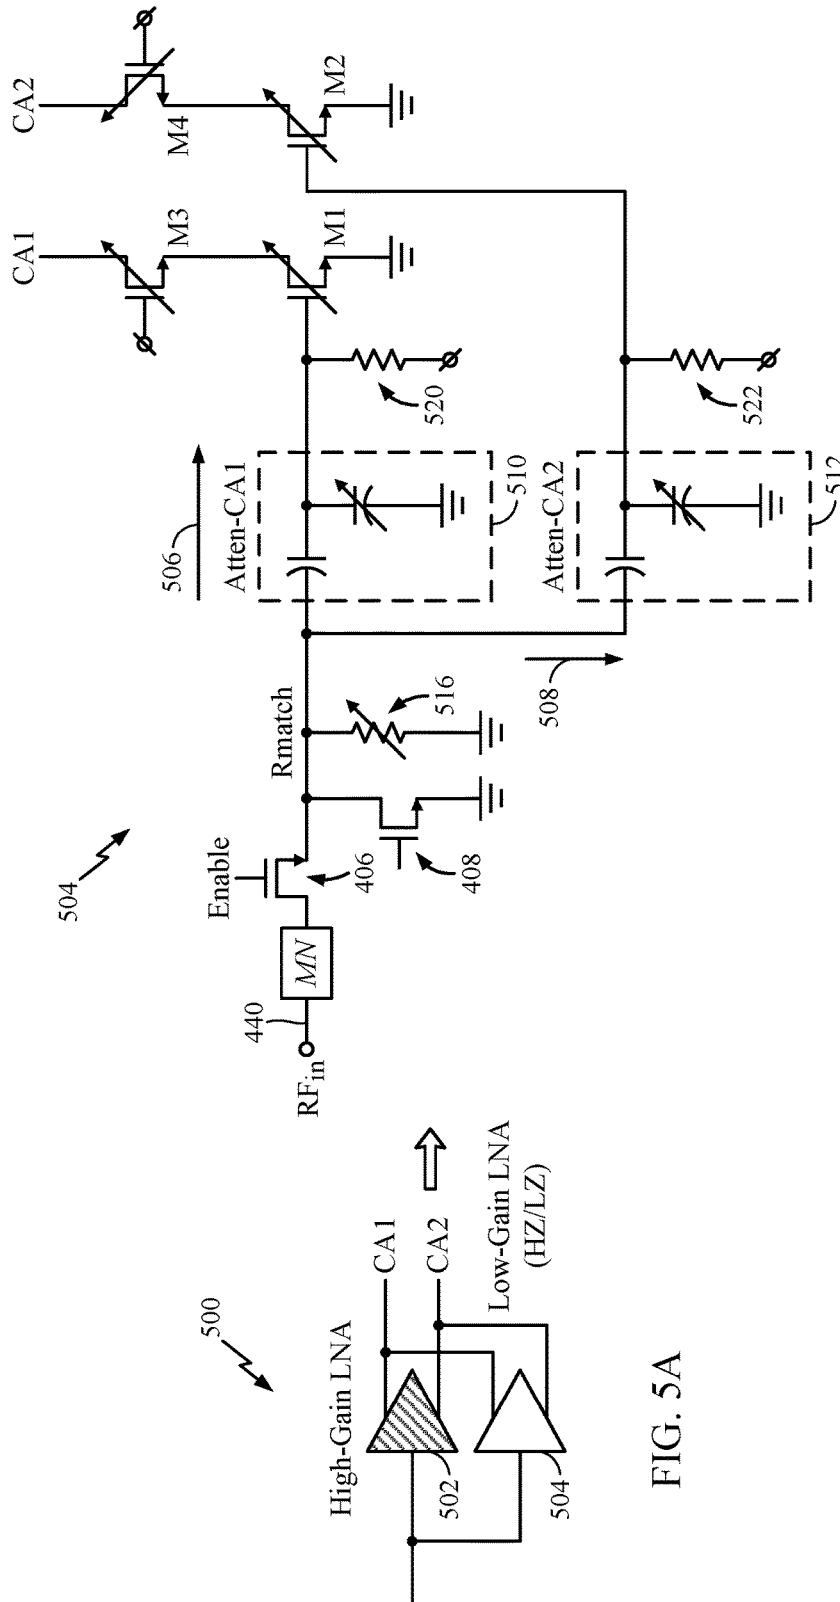 500
High-Gain LNA
502
504
CA1
CA2
Low-Gain LNA
(HZ/LZ)
FIG. 5A
504
RFin
440
MN
Enable
406
408
Rmatch
516
506
508
Atten-CA1
510
Atten-CA2
512
520
522
CA1
M3
M1
CA2
M4
M2